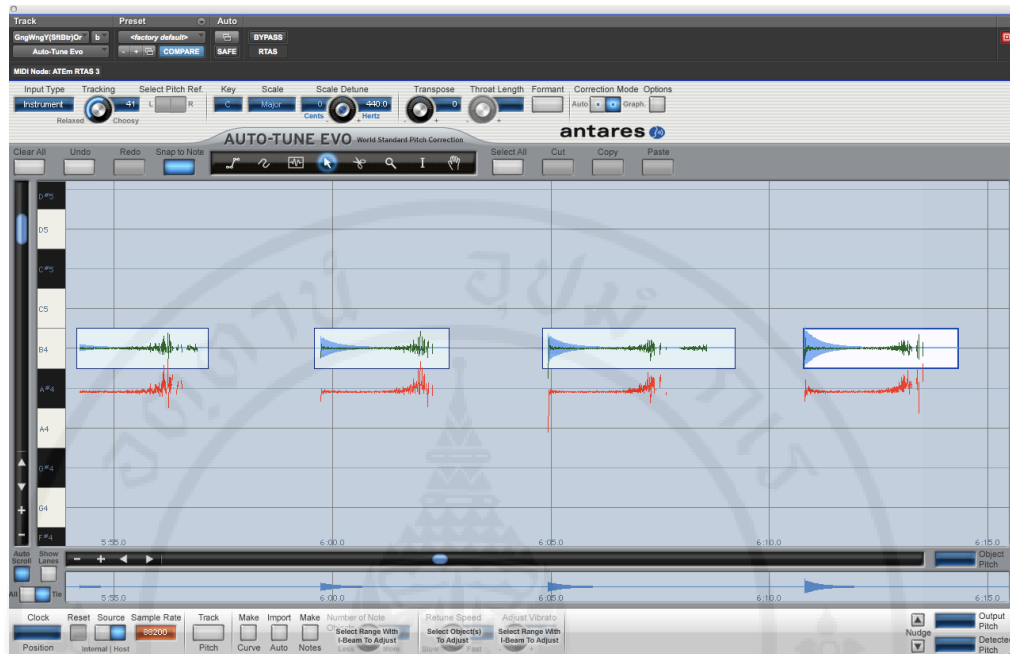 Track Preset Auto
GngWngY(SftBtr)Or b <factory default> BYPASS
Auto-Tune Evo - + COMPARE SAFE RTAS
MIDI Node: ATEm RTAS 3
Input Type Tracking Select Pitch Ref. Key Scale Scale Detune Transpose Throat Length Formant Correction Mode Options
Instrument 41 L R C Major 0 440.0 0 Auto Graph.
Relaxed Choosy Cents - + Hertz - + - +
AUTO-TUNE EVO World Standard Pitch Correction antares
Clear All Undo Redo Snap to Note Select All Cut Copy Paste
D#5
D5
C#5
C5
B4
A#4
A4
G#4
G4
F#4
5:55.0 6:00.0 6:05.0 6:10.0 6:15.0
Auto Scroll Show Lanes - + Object Pitch
All Tie 5:55.0 6:00.0 6:05.0 6:10.0 6:15.0
Clock Reset Source Sample Rate Track Make Import Make Number of Note Objects Retune Speed Adjust Vibrato Output Pitch
88200 Select Range With I-Beam To Adjust Select Object(s) To Adjust Select Range With I-Beam To Adjust Nudge
Position Internal | Host Pitch Curve Auto Notes Less More Slow Fast - + Detected Pitch